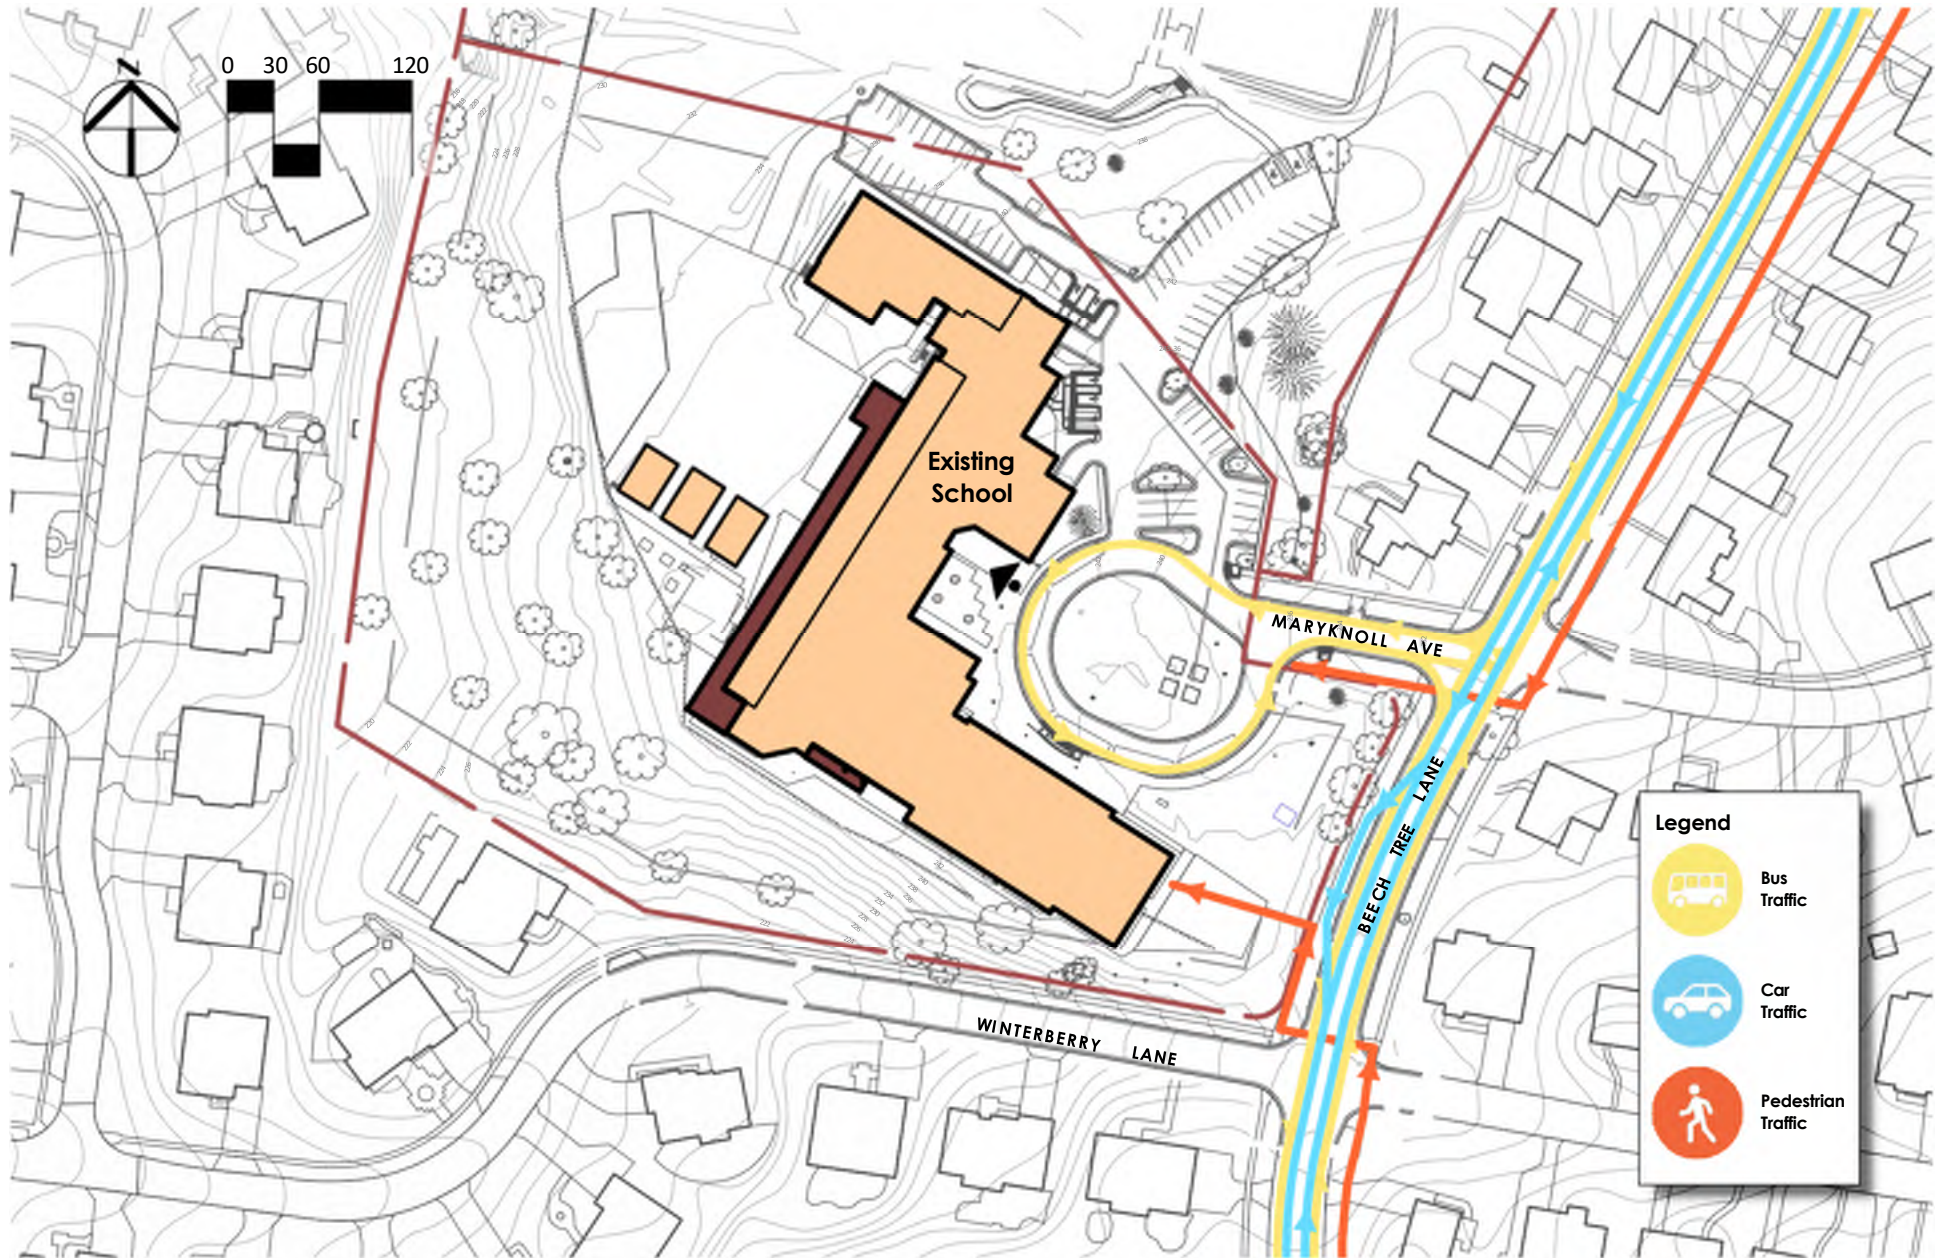 N
0 30 60 120
Existing
School
MARYKNOLL AVE
BEECH TREE LANE
WINTERBERRY LANE
Legend
Bus
Traffic
Car
Traffic
Pedestrian
Traffic